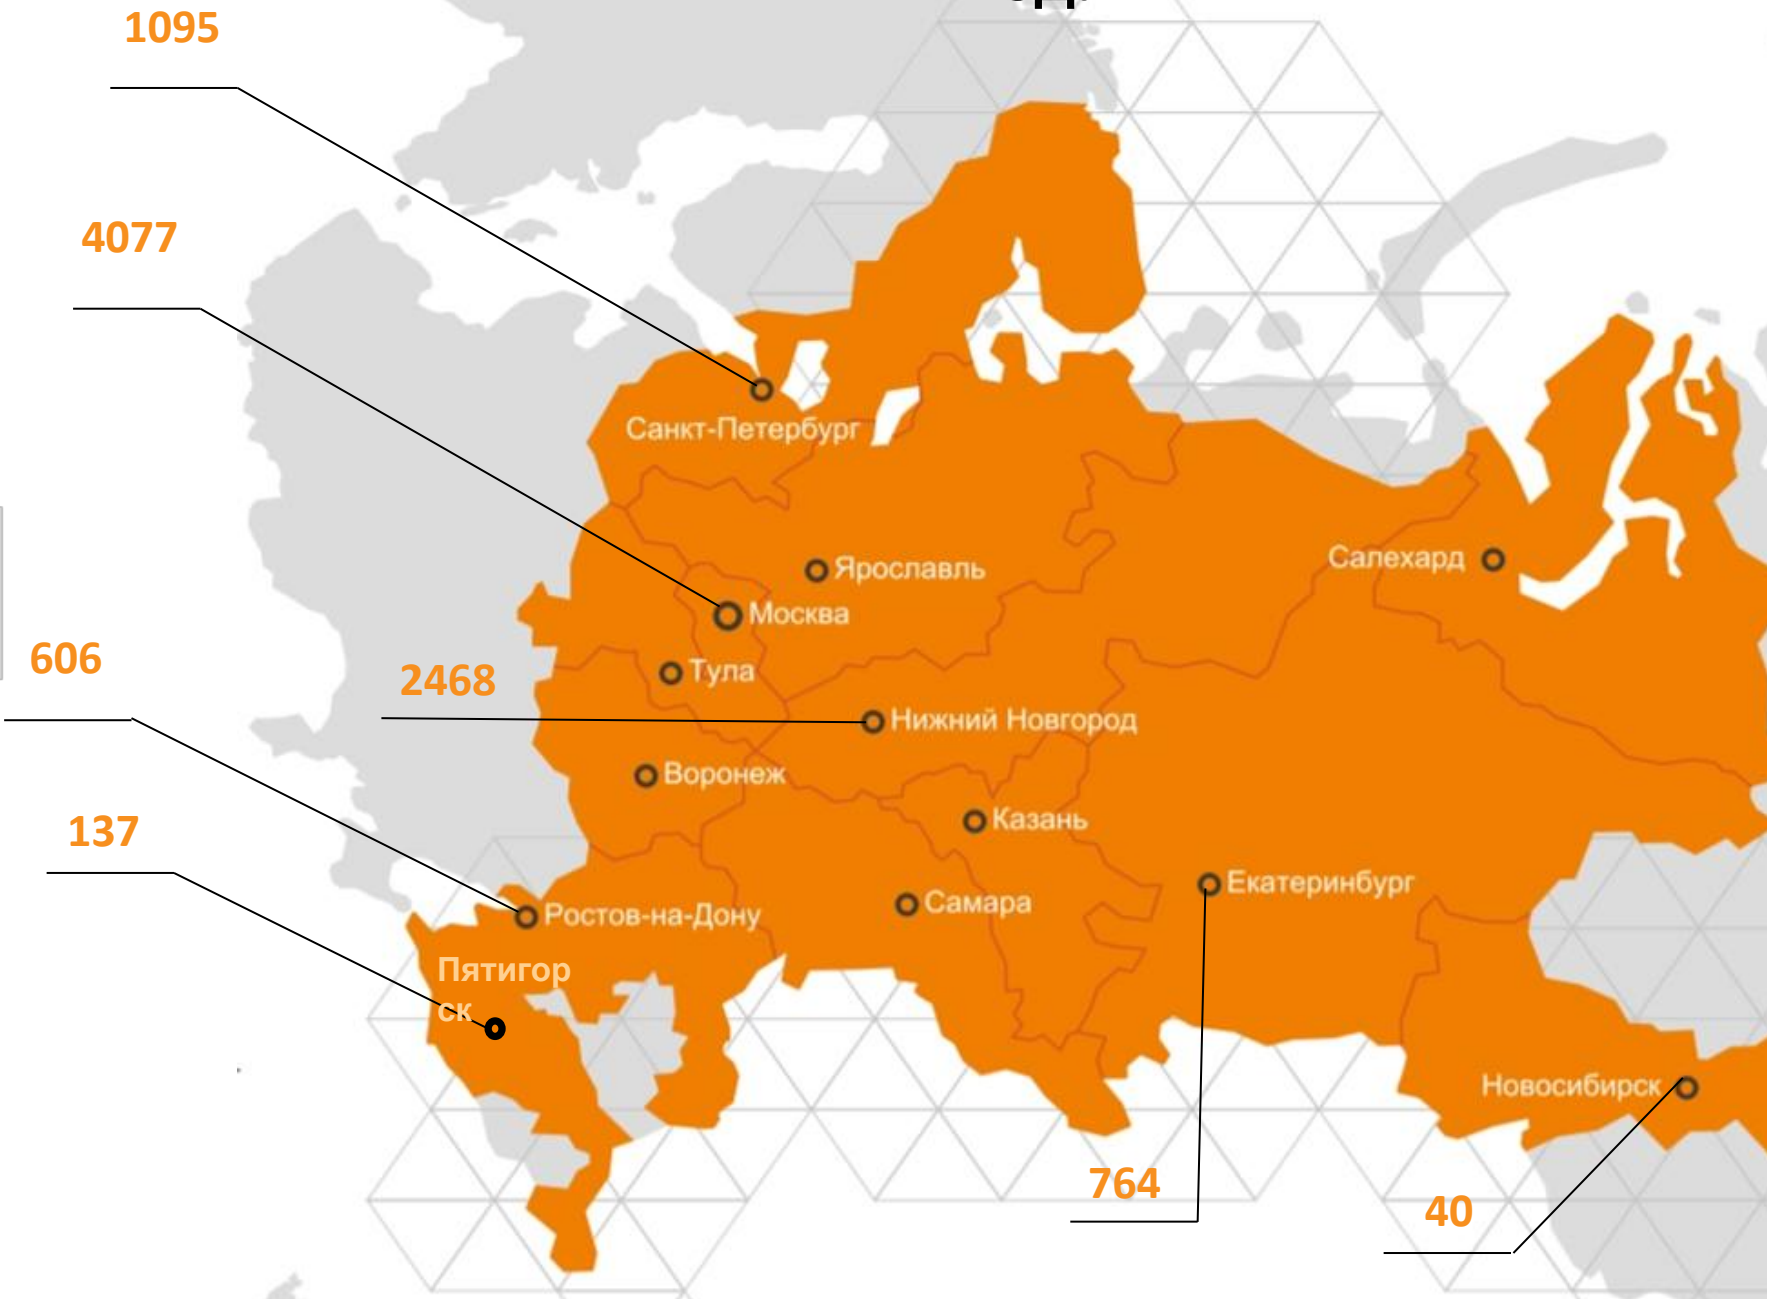 1095
4077
Санкт-Петербург
Ярославль
Салехард
Москва
606
2468
Тула
Нижний Новгород
Воронеж
137
Казань
Екатеринбург
Самара
Ростов-на-Дону
Пятигор
ск
Новосибирск
764
40